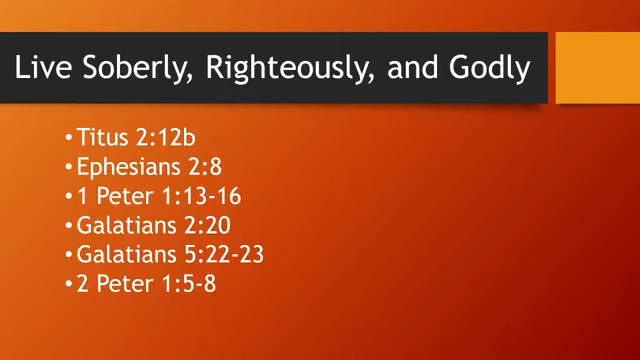 Live Soberly, Righteously, and Godly
•Titus 2:12b
•Ephesians 2:8
•1 Peter 1:13-16
•Galatians 2:20
•Galatians 5:22-23
•2 Peter 1:5-8